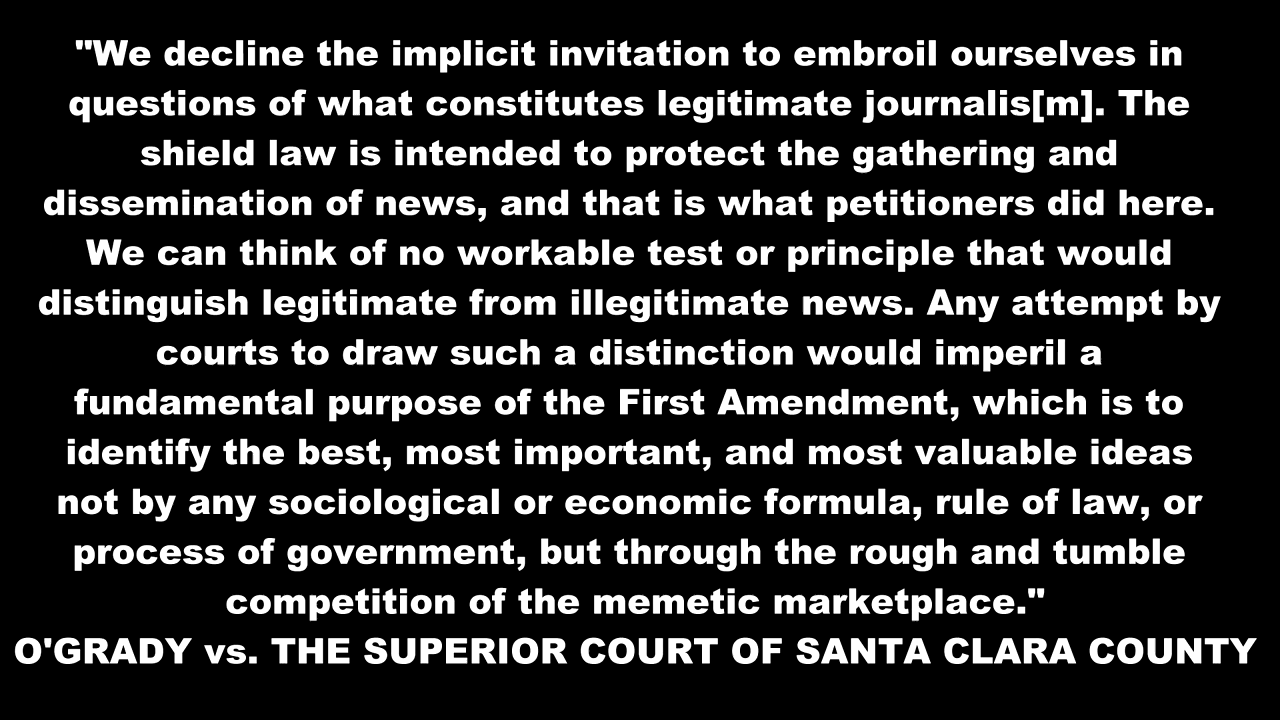 "We decline the implicit invitation to embroil ourselves in
questions of what constitutes legitimate journalis[m]. The
shield law is intended to protect the gathering and
dissemination of news, and that is what petitioners did here.
We can think of no workable test or principle that would
distinguish legitimate from illegitimate news. Any attempt by
courts to draw such a distinction would imperil a
fundamental purpose of the First Amendment, which is to
identify the best, most important, and most valuable ideas
not by any sociological or economic formula, rule of law, or
process of government, but through the rough and tumble
competition of the memetic marketplace."
O'GRADY vs. THE SUPERIOR COURT OF SANTA CLARA COUNTY